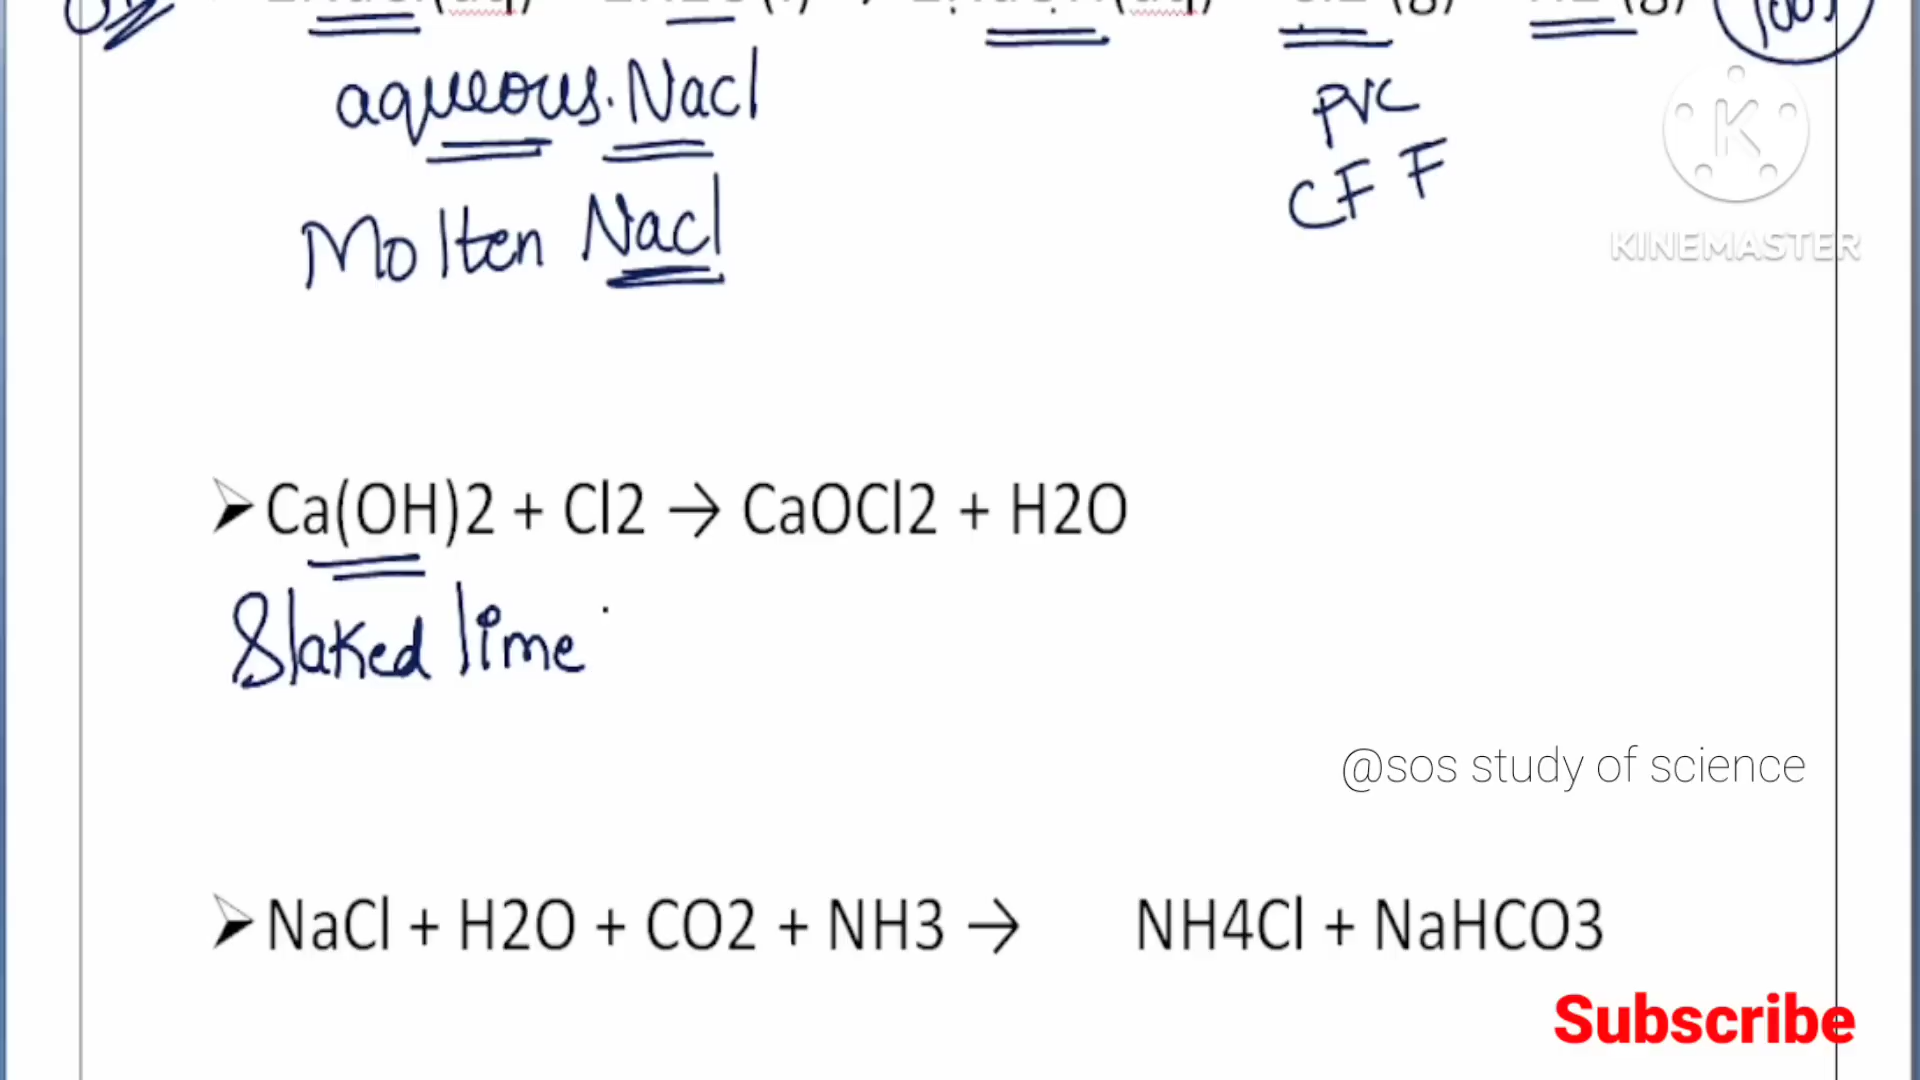 aqueous. Nacl
PVC
CFF
Molten Nacl
KINEMASTER
Ca(OH)2 + Cl2 → CaOCl2 + H2O
Slaked lime
@sos study of science
NaCl + H2O + CO2 + NH3 → NH4Cl + NaHCO3
Subscribe